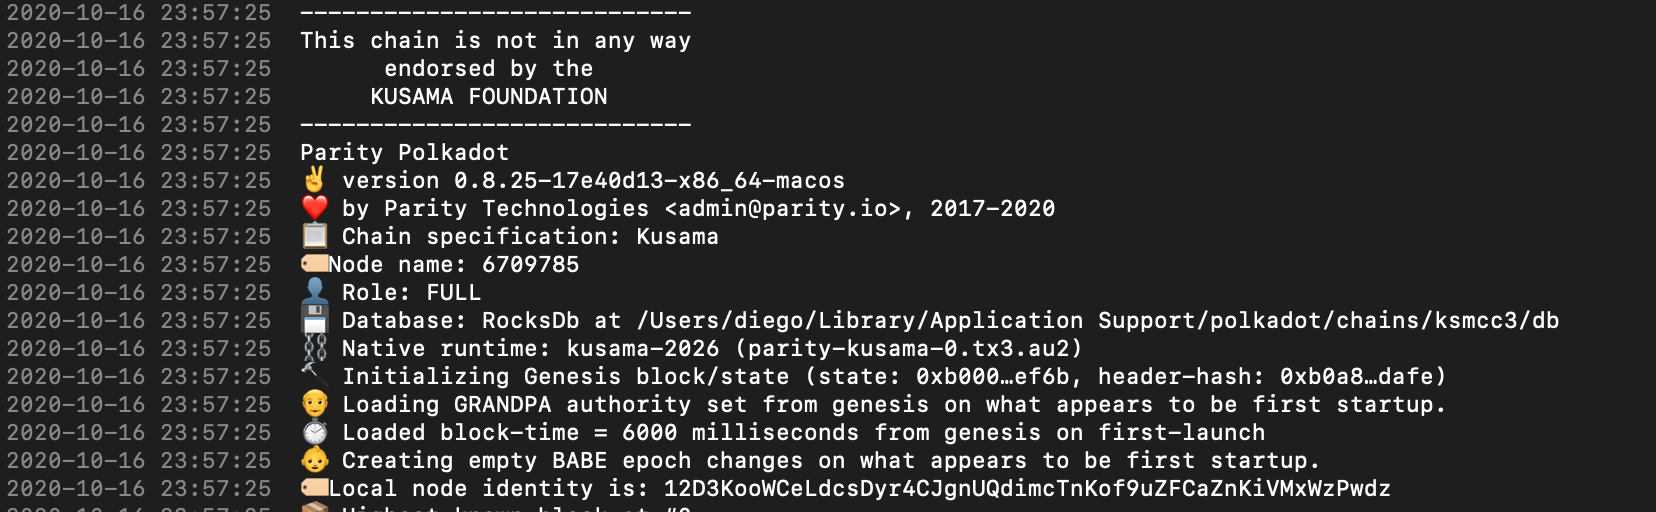 2020-10-16 23:57:25 ----------------------------
2020-10-16 23:57:25 This chain is not in any way
2020-10-16 23:57:25       endorsed by the
2020-10-16 23:57:25      KUSAMA FOUNDATION
2020-10-16 23:57:25 ----------------------------
2020-10-16 23:57:25 Parity Polkadot
2020-10-16 23:57:25 ✌️ version 0.8.25-17e40d13-x86_64-macos
2020-10-16 23:57:25 ❤️ by Parity Technologies <admin@parity.io>, 2017-2020
2020-10-16 23:57:25 📋 Chain specification: Kusama
2020-10-16 23:57:25 🏷Node name: 6709785
2020-10-16 23:57:25 👤 Role: FULL
2020-10-16 23:57:25 💾 Database: RocksDb at /Users/diego/Library/Application Support/polkadot/chains/ksmcc3/db
2020-10-16 23:57:25 ⛓ Native runtime: kusama-2026 (parity-kusama-0.tx3.au2)
2020-10-16 23:57:25 🔨 Initializing Genesis block/state (state: 0xb000…ef6b, header-hash: 0xb0a8…dafe)
2020-10-16 23:57:25 👴 Loading GRANDPA authority set from genesis on what appears to be first startup.
2020-10-16 23:57:25 ⏱ Loaded block-time = 6000 milliseconds from genesis on first-launch
2020-10-16 23:57:25 👶 Creating empty BABE epoch changes on what appears to be first startup.
2020-10-16 23:57:25 🏷Local node identity is: 12D3KooWCeLdcsDyr4CJgnUQdimcTnKof9uZFCaZnKiVMxWzPwdz
2020-10-16 23:57:25 📦 Highest known block at #0